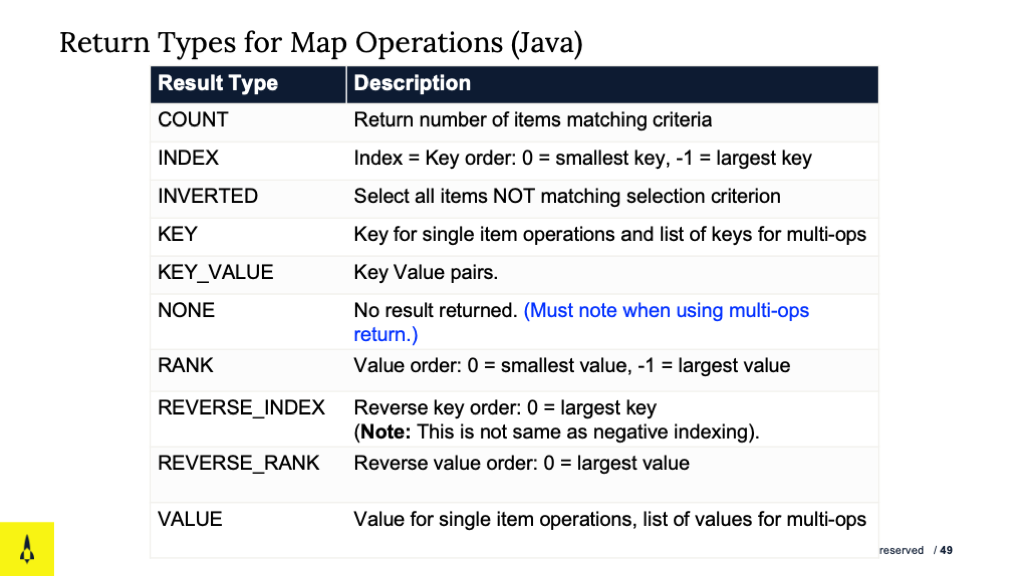 Return Types for Map Operations (Java)
Result Type Description
COUNT Return number of items matching criteria
INDEX Index = Key order: 0 = smallest key, -1 = largest key
INVERTED Select all items NOT matching selection criterion
KEY Key for single item operations and list of keys for multi-ops
KEY_VALUE Key Value pairs.
NONE No result returned. (Must note when using multi-ops
return.)
RANK Value order: 0 = smallest value, -1 = largest value
REVERSE_INDEX Reverse key order: 0 = largest key
(Note: This is not same as negative indexing).
REVERSE_RANK Reverse value order: 0 = largest value
VALUE Value for single item operations, list of values for multi-ops
reserved / 49